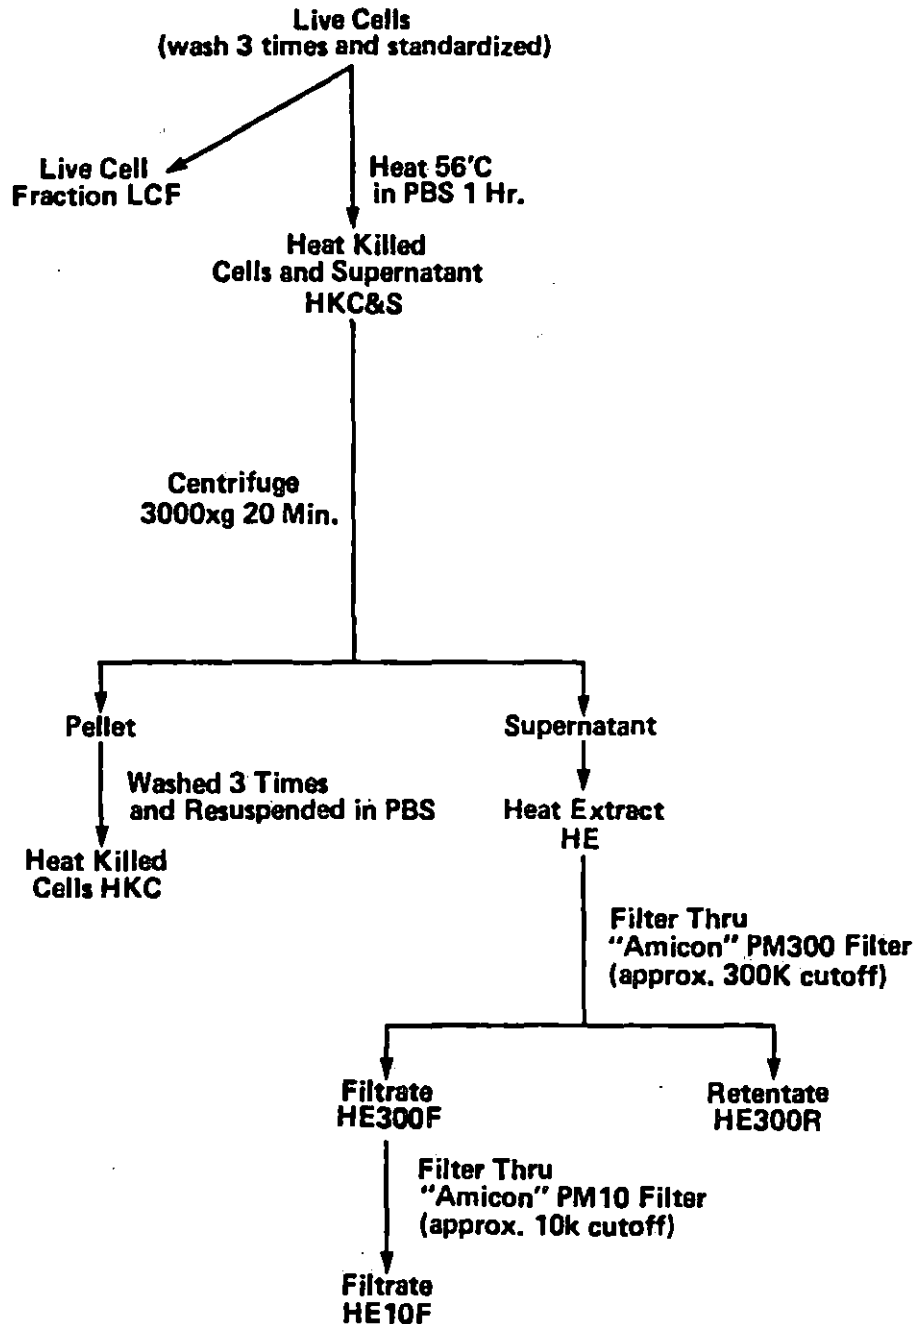 Live Cells
(wash 3 times and standardized)
Live Cell
Fraction LCF
Heat 56'C
in PBS 1 Hr.
Heat Killed
Cells and Supernatant
HKC&S
Centrifuge
3000xg 20 Min.
Pellet
Supernatant
Washed 3 Times
and Resuspended in PBS
Heat Extract
HE
Heat Killed
Cells HKC
Filter Thru
"Amicon" PM300 Filter
(approx. 300K cutoff)
Filtrate
HE300F
Retentate
HE300R
Filter Thru
"Amicon" PM10 Filter
(approx. 10k cutoff)
Filtrate
HE10F